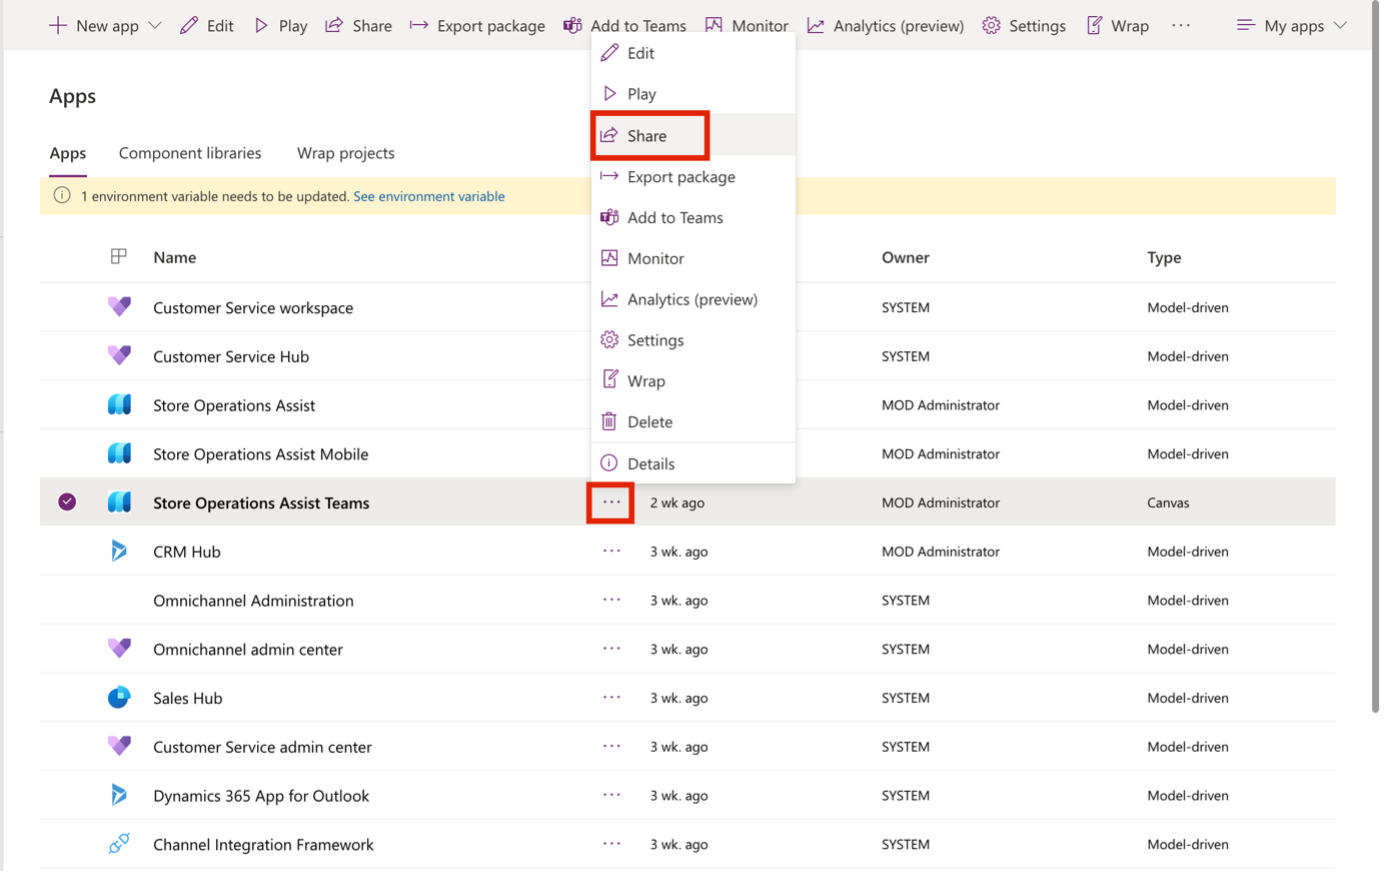 New app Edit Play Share Export package Add to Teams Monitor Analytics (preview) Settings Wrap ··· My apps
Edit
Apps
Play
Share
Apps Component libraries Wrap projects
Export package
1 environment variable needs to be updated. See environment variable
Add to Teams
Name Monitor Owner Type
Analytics (preview)
Customer Service workspace SYSTEM Model-driven
Settings
Customer Service Hub SYSTEM Model-driven
Wrap
Store Operations Assist MOD Administrator Model-driven
Delete
Store Operations Assist Mobile MOD Administrator Model-driven
Details
Store Operations Assist Teams ··· 2 wk ago MOD Administrator Canvas
CRM Hub ··· 3 wk. ago MOD Administrator Model-driven
Omnichannel Administration ··· 3 wk. ago SYSTEM Model-driven
Omnichannel admin center ··· 3 wk. ago SYSTEM Model-driven
Sales Hub ··· 3 wk. ago SYSTEM Model-driven
Customer Service admin center ··· 3 wk. ago SYSTEM Model-driven
Dynamics 365 App for Outlook ··· 3 wk. ago SYSTEM Model-driven
Channel Integration Framework ··· 3 wk. ago SYSTEM Model-driven